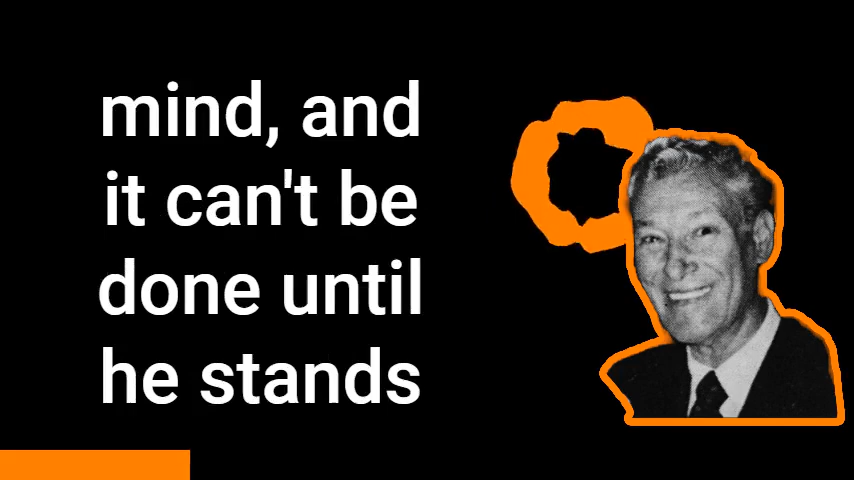 mind, and
it can't be
done until
he stands